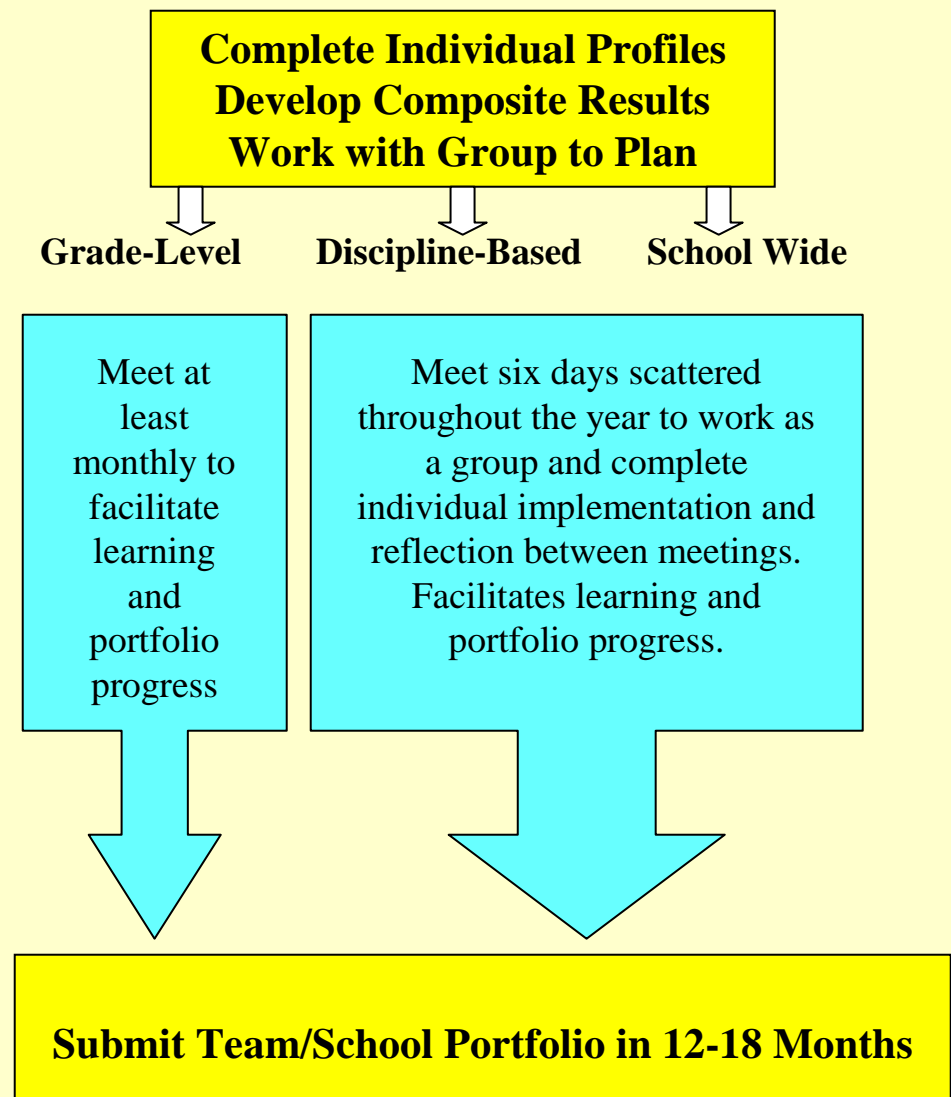 Complete Individual Profiles
Develop Composite Results
Work with Group to Plan
Grade-Level
Discipline-Based
School Wide
Meet at
least
monthly to
facilitate
learning
and
portfolio
progress
Meet six days scattered
throughout the year to work as
a group and complete
individual implementation and
reflection between meetings.
Facilitates learning and
portfolio progress.
Submit Team/School Portfolio in 12-18 Months